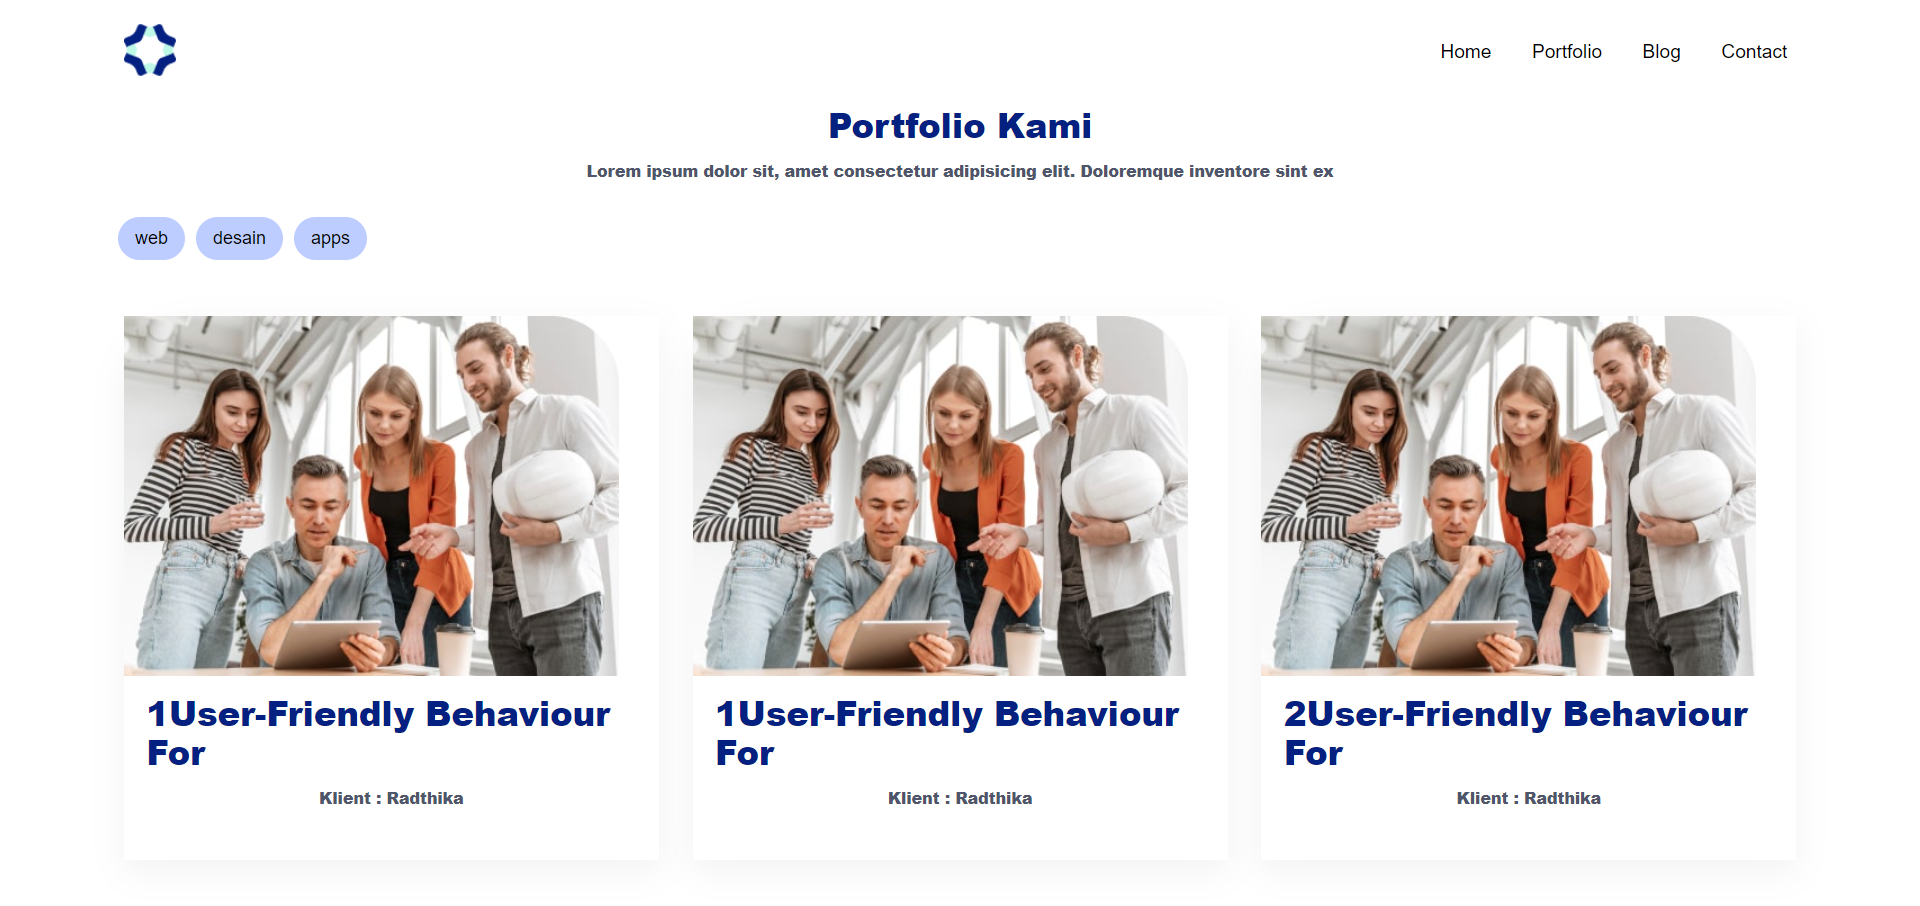 Home Portfolio Blog Contact
Portfolio Kami
Lorem ipsum dolor sit, amet consectetur adipisicing elit. Doloremque inventore sint ex
web desain apps
1User-Friendly Behaviour
For
Klient : Radthika
1User-Friendly Behaviour
For
Klient : Radthika
2User-Friendly Behaviour
For
Klient : Radthika